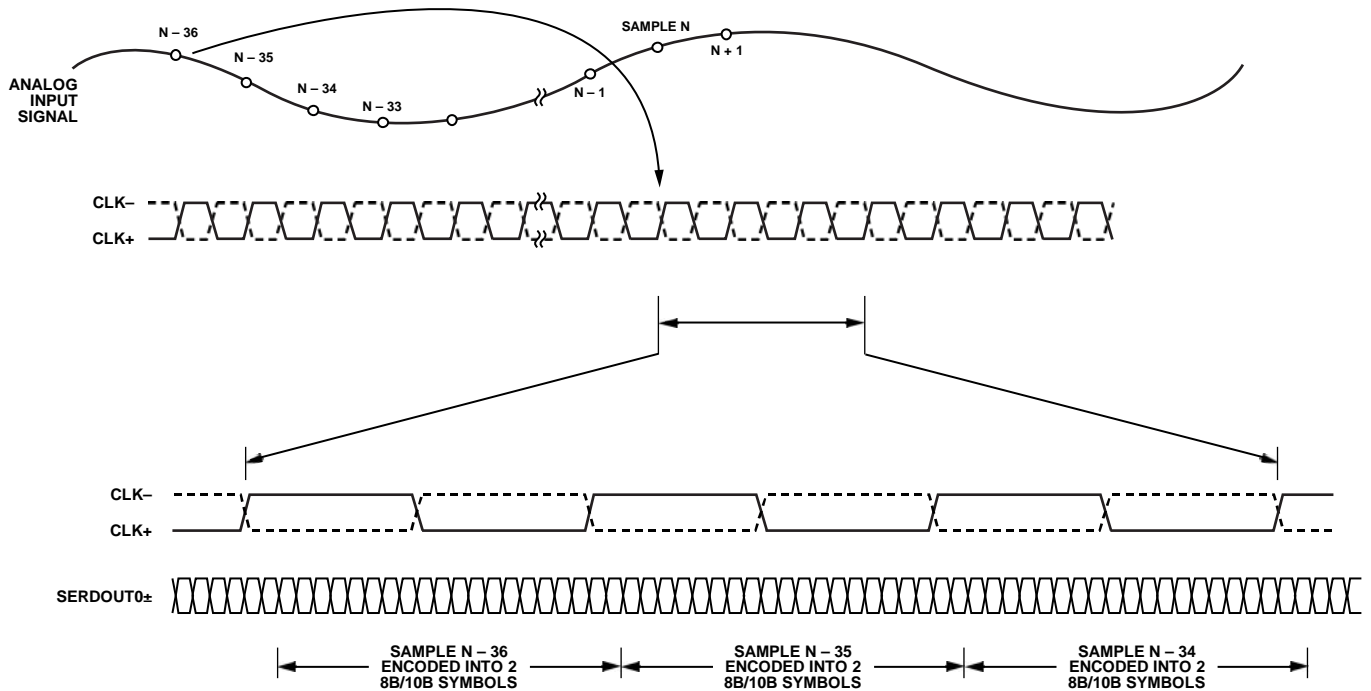 N – 36
N – 35
N – 34
N – 33
N – 1
SAMPLE N
N + 1
ANALOG
INPUT
SIGNAL
CLK–
CLK+
CLK–
CLK+
SERDOUT0±
SAMPLE N – 36
ENCODED INTO 2
8B/10B SYMBOLS
SAMPLE N – 35
ENCODED INTO 2
8B/10B SYMBOLS
SAMPLE N – 34
ENCODED INTO 2
8B/10B SYMBOLS